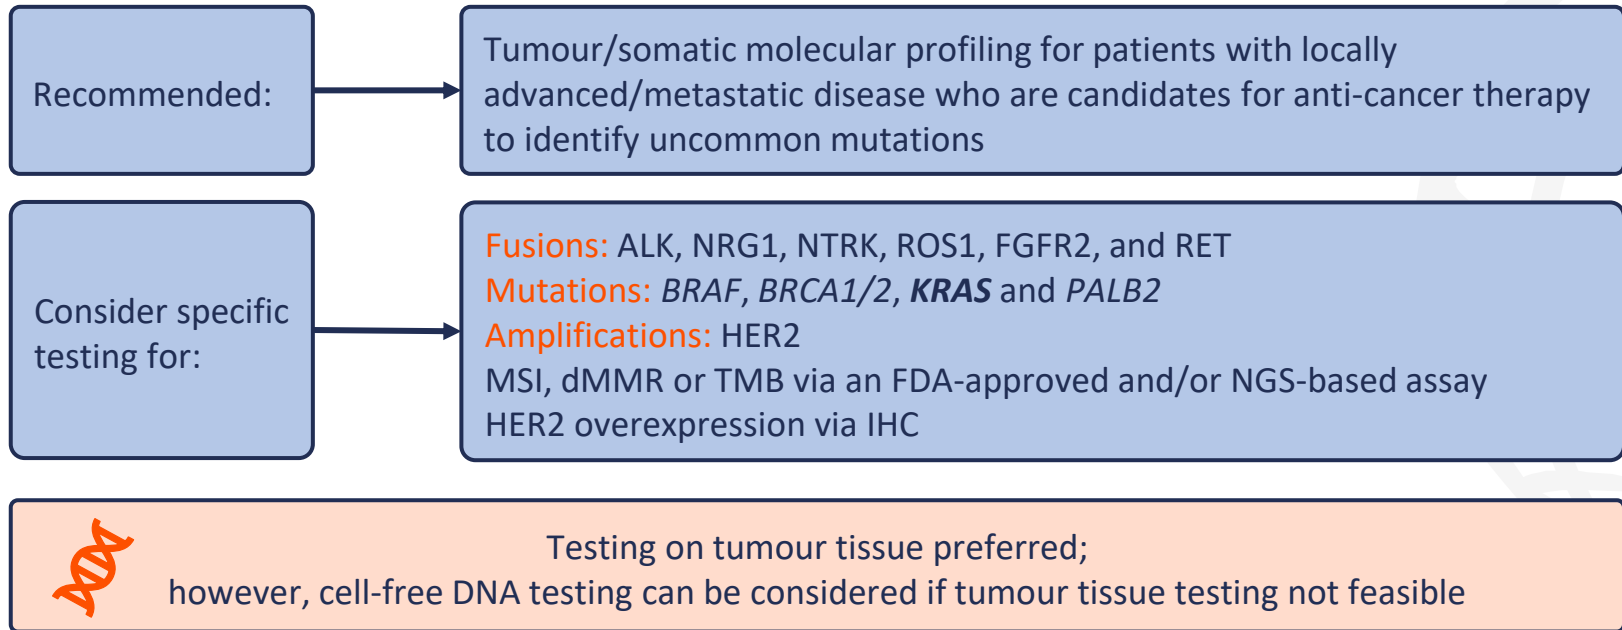 Recommended:
Tumour/somatic molecular profiling for patients with locally
advanced/metastatic disease who are candidates for anti-cancer therapy
to identify uncommon mutations
Consider specific
testing for:
Fusions: ALK, NRG1, NTRK, ROS1, FGFR2, and RET
Mutations: BRAF, BRCA1/2, KRAS and PALB2
Amplifications: HER2
MSI, dMMR or TMB via an FDA-approved and/or NGS-based assay
HER2 overexpression via IHC
Testing on tumour tissue preferred;
however, cell-free DNA testing can be considered if tumour tissue testing not feasible